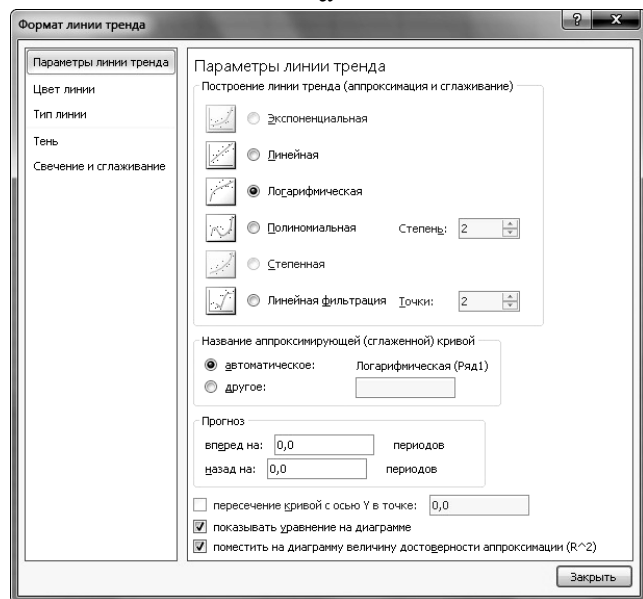 Формат линии тренда
Параметры линии тренда
Цвет линии
Тип линии
Тень
Свечение и сглаживание
Параметры линии тренда
Построение линии тренда (аппроксимация и сглаживание)
Экспоненциальная
Линейная
Логарифмическая
Полиномиальная Степень: 2
Степенная
Линейная фильтрация Точки: 2
Название аппроксимирующей (сглаженной) кривой
автоматическое: Логарифмическая (Ряд1)
другое:
Прогноз
вперед на: 0,0 периодов
назад на: 0,0 периодов
пересечение кривой с осью Y в точке: 0,0
показывать уравнение на диаграмме
поместить на диаграмму величину достоверности аппроксимации (R^2)
Закрыть